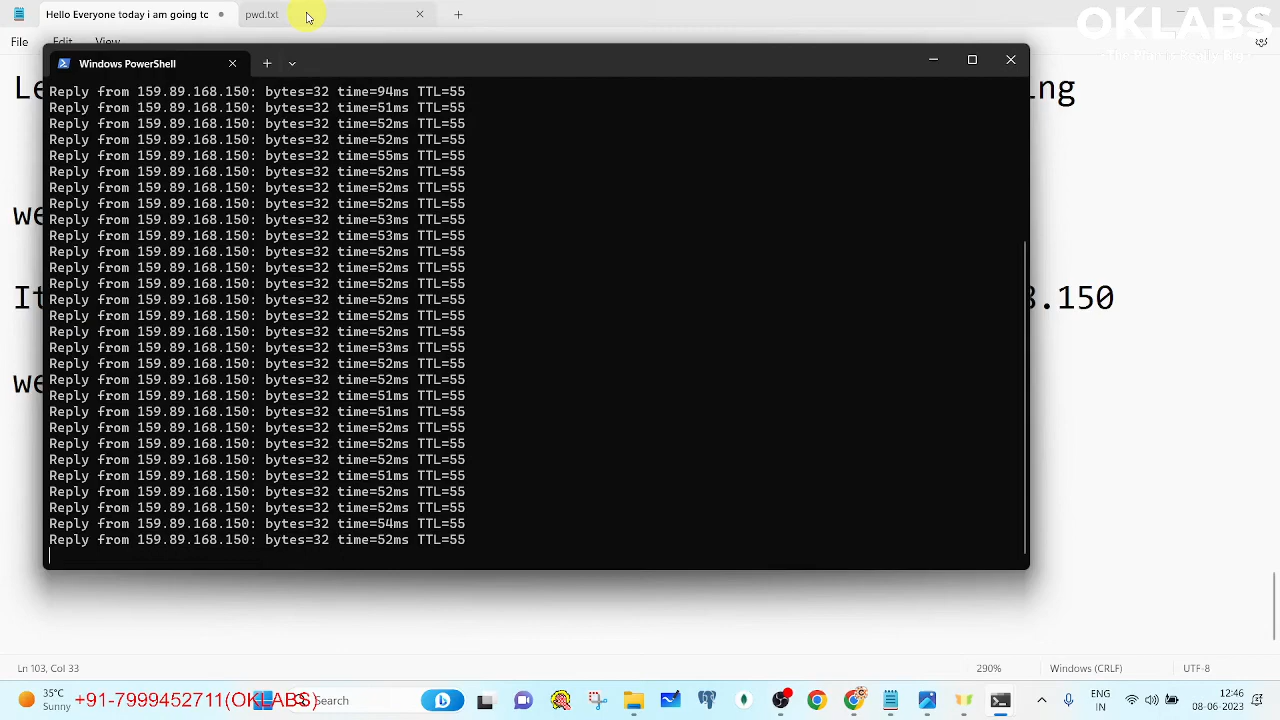 Hello Everyone today i am going to
pwd.txt
OKLABS
File Edit View
Windows PowerShell
Le
ing
we
It
8.150
we
Reply from 159.89.168.150: bytes=32 time=94ms TTL=55
Reply from 159.89.168.150: bytes=32 time=51ms TTL=55
Reply from 159.89.168.150: bytes=32 time=52ms TTL=55
Reply from 159.89.168.150: bytes=32 time=52ms TTL=55
Reply from 159.89.168.150: bytes=32 time=55ms TTL=55
Reply from 159.89.168.150: bytes=32 time=52ms TTL=55
Reply from 159.89.168.150: bytes=32 time=52ms TTL=55
Reply from 159.89.168.150: bytes=32 time=52ms TTL=55
Reply from 159.89.168.150: bytes=32 time=53ms TTL=55
Reply from 159.89.168.150: bytes=32 time=53ms TTL=55
Reply from 159.89.168.150: bytes=32 time=52ms TTL=55
Reply from 159.89.168.150: bytes=32 time=52ms TTL=55
Reply from 159.89.168.150: bytes=32 time=52ms TTL=55
Reply from 159.89.168.150: bytes=32 time=52ms TTL=55
Reply from 159.89.168.150: bytes=32 time=52ms TTL=55
Reply from 159.89.168.150: bytes=32 time=52ms TTL=55
Reply from 159.89.168.150: bytes=32 time=53ms TTL=55
Reply from 159.89.168.150: bytes=32 time=52ms TTL=55
Reply from 159.89.168.150: bytes=32 time=52ms TTL=55
Reply from 159.89.168.150: bytes=32 time=51ms TTL=55
Reply from 159.89.168.150: bytes=32 time=51ms TTL=55
Reply from 159.89.168.150: bytes=32 time=52ms TTL=55
Reply from 159.89.168.150: bytes=32 time=52ms TTL=55
Reply from 159.89.168.150: bytes=32 time=52ms TTL=55
Reply from 159.89.168.150: bytes=32 time=51ms TTL=55
Reply from 159.89.168.150: bytes=32 time=52ms TTL=55
Reply from 159.89.168.150: bytes=32 time=52ms TTL=55
Reply from 159.89.168.150: bytes=32 time=54ms TTL=55
Reply from 159.89.168.150: bytes=32 time=52ms TTL=55
Ln 103, Col 33
290%
Windows (CRLF)
UTF-8
35°C
Sunny
+91-7999452711(OKLABS)
Search
ENG
IN
12:46
08-06-2023